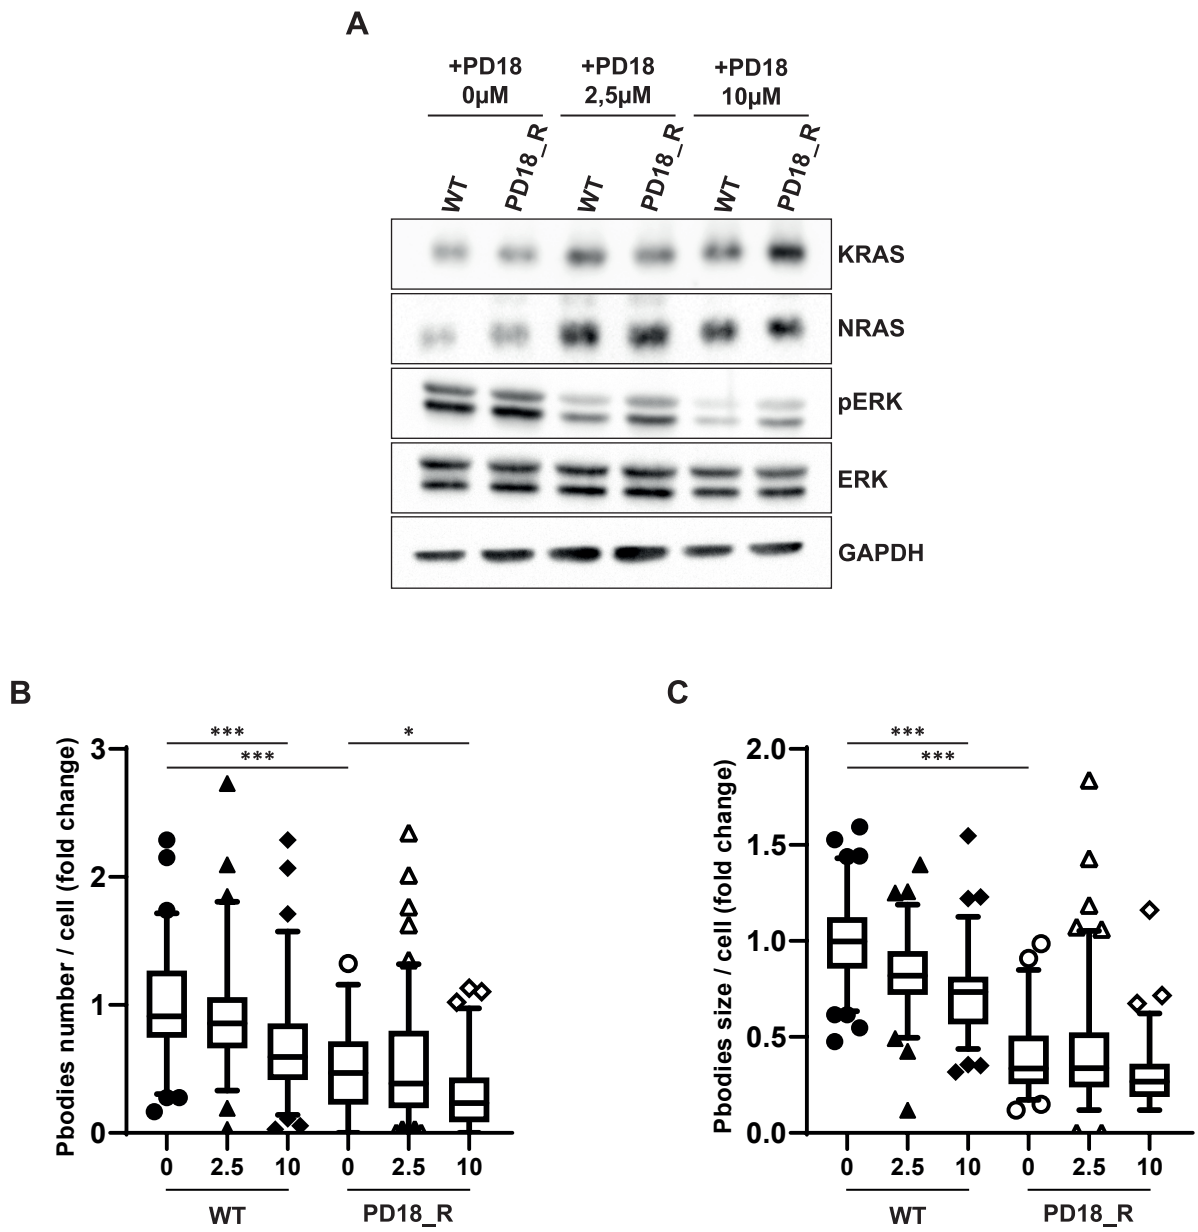 A
+PD18
0µM
+PD18
2,5µM
+PD18
10µM
WT
PD18_R
WT
PD18_R
WT
PD18_R
KRAS
NRAS
pERK
ERK
GAPDH
B
Pbodies number / cell (fold change)
3
2
1
0
***
***
*
0
2.5
10
0
2.5
10
WT
PD18_R
C
Pbodies size / cell (fold change)
2.0
1.5
1.0
0.5
0.0
***
***
0
2.5
10
0
2.5
10
WT
PD18_R